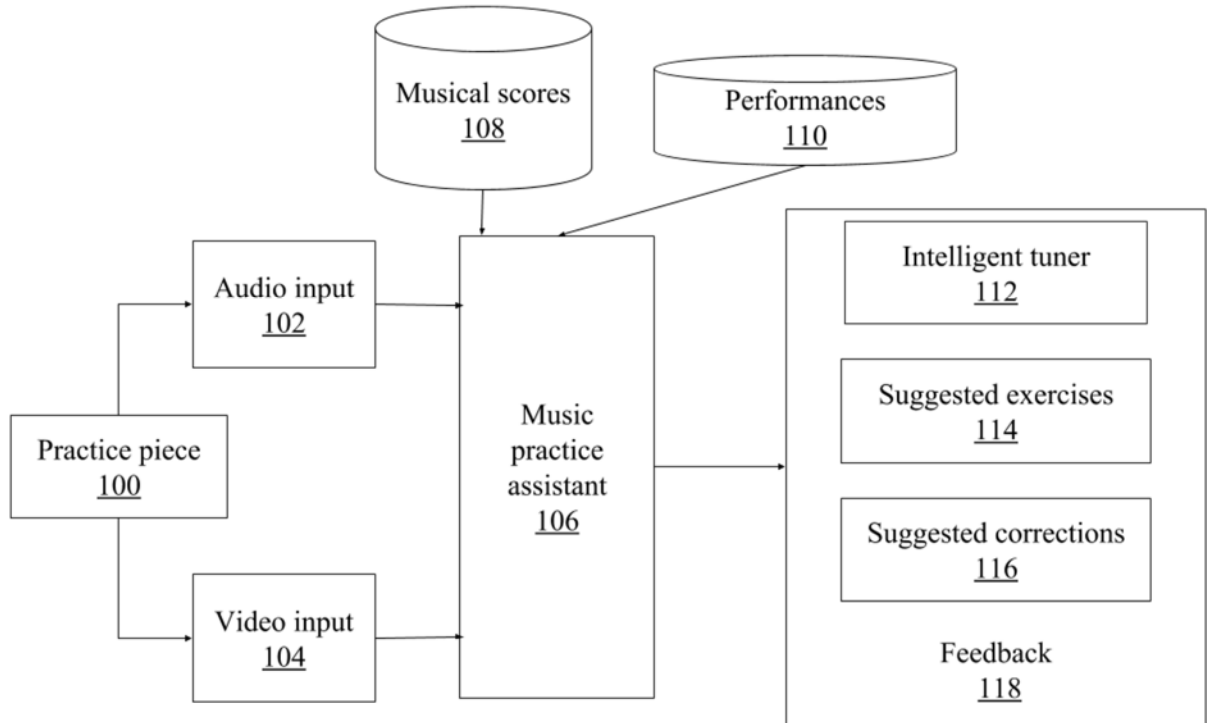 Musical scores
108
Performances
110
Audio input
102
Practice piece
100
Video input
104
Music
practice
assistant
106
Intelligent tuner
112
Suggested exercises
114
Suggested corrections
116
Feedback
118